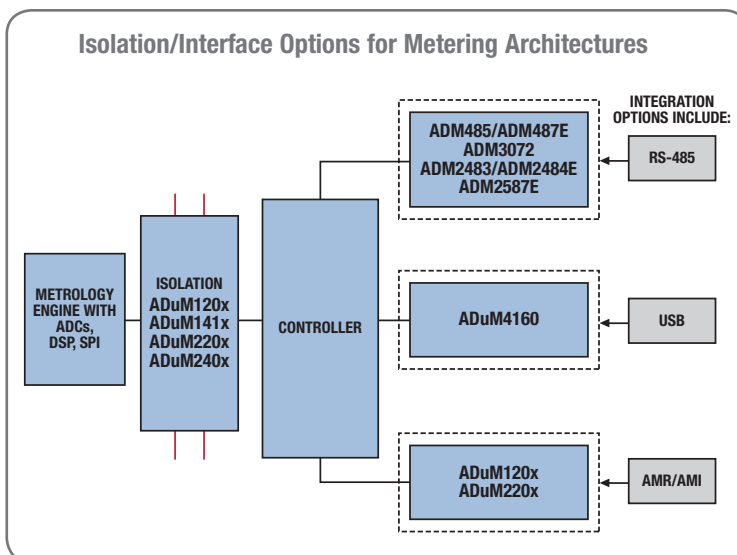 Isolation/Interface Options for Metering Architectures
INTEGRATION
OPTIONS INCLUDE:
ADM485/ADM487E
ADM3072
ADM2483/ADM2484E
ADM2587E
RS-485
METROLOGY
ENGINE WITH
ADCs,
DSP, SPI
ISOLATION
ADuM120x
ADuM141x
ADuM220x
ADuM240x
CONTROLLER
ADuM4160
USB
ADuM120x
ADuM220x
AMR/AMI